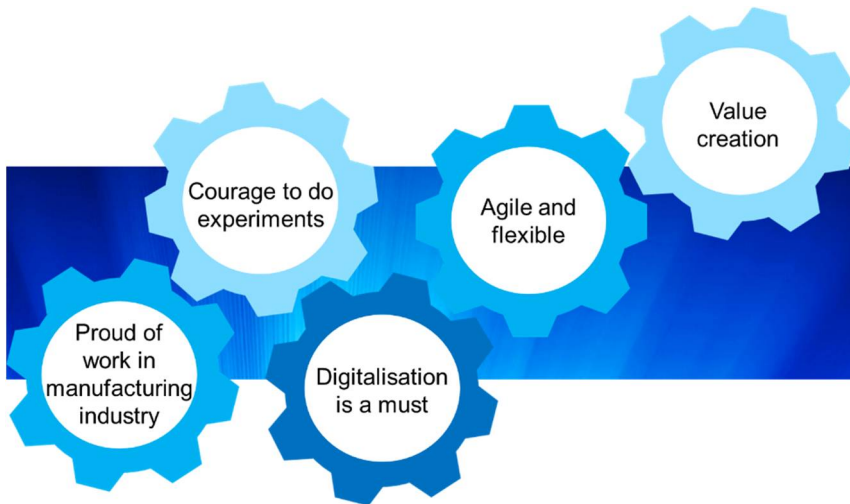 Value
creation
Courage to do
experiments
Agile and
flexible
Proud of
work in
manufacturing
industry
Digitalisation
is a must